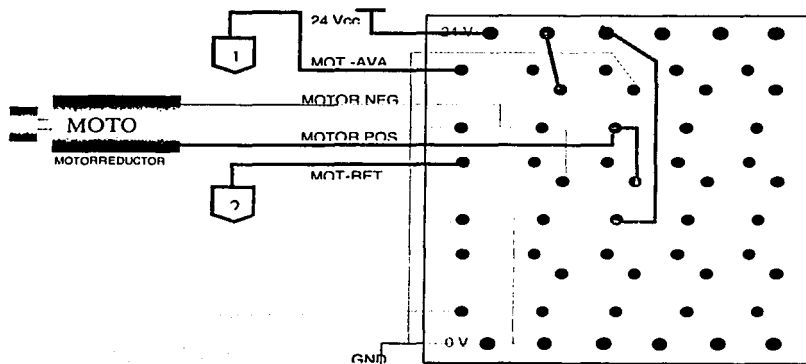 24 Vcc
24 V
1
MOT -AVA
MOTOR NEG
MOTO
MOTOR POS
MOTORREDUCTOR
MOT-RET
2
0 V
GND